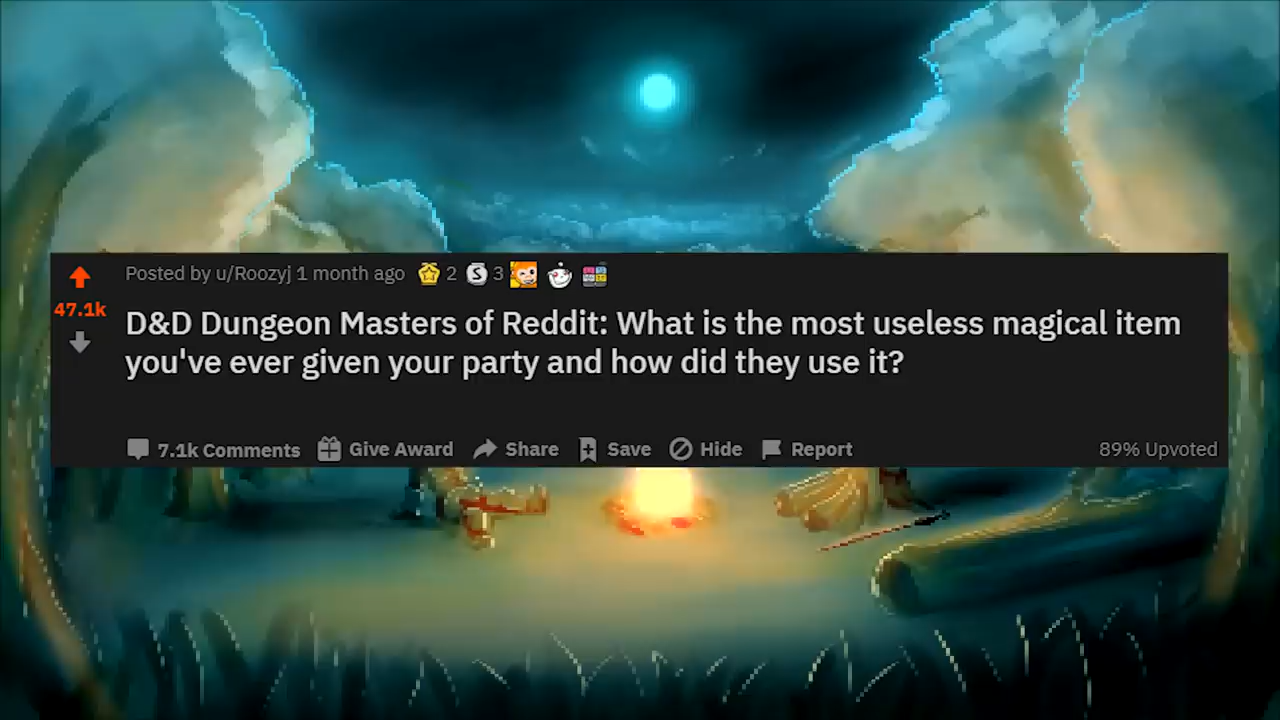 Posted by u/Roozyj 1 month ago 2 S 3
47.1k
D&D Dungeon Masters of Reddit: What is the most useless magical item
you've ever given your party and how did they use it?
7.1k Comments Give Award Share Save Hide Report 89% Upvoted